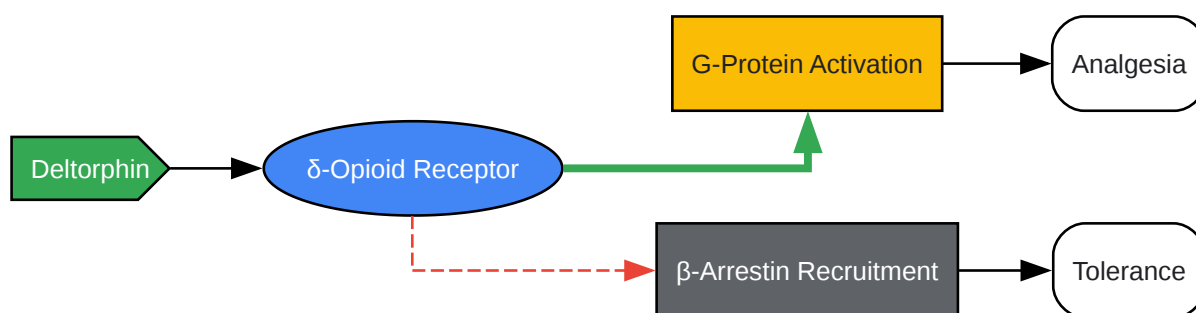 G-Protein Activation
Analgesia
Deltorphin
δ-Opioid Receptor
β-Arrestin Recruitment
Tolerance